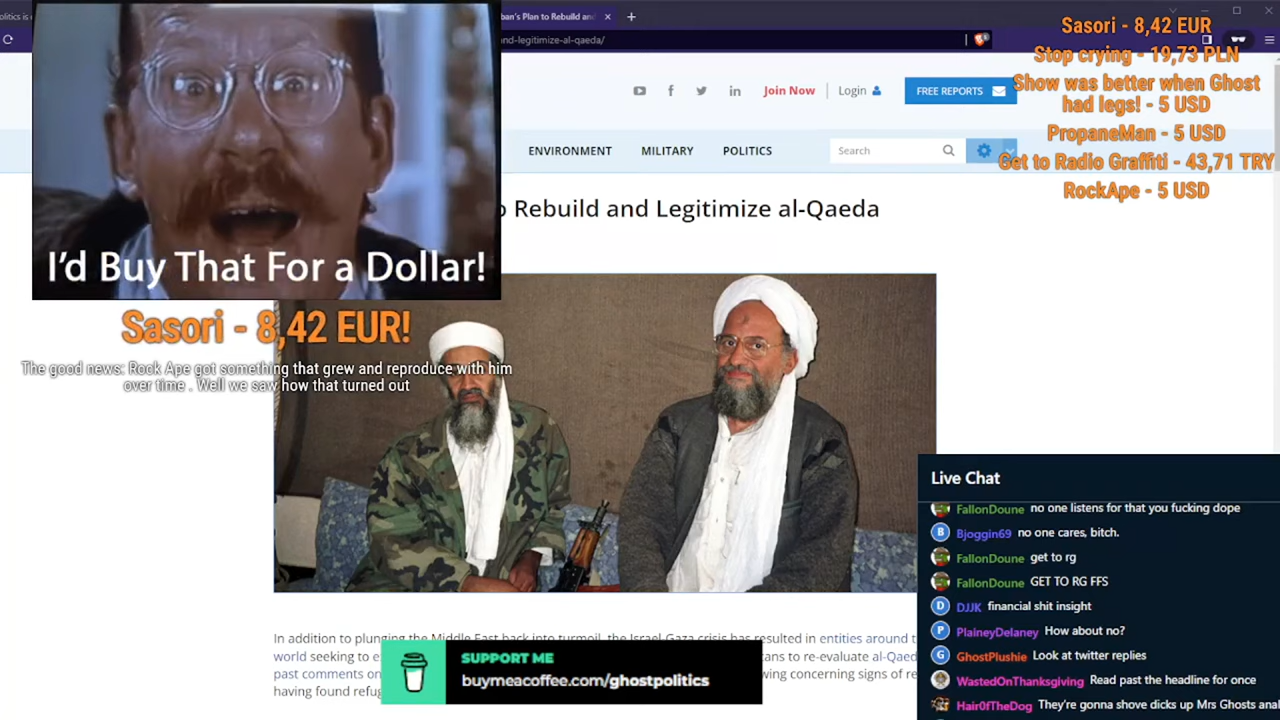 olitics is
ban's Plan to Rebuild and
and-legitimize-al-qaeda/
Join Now
Login
FREE REPORTS
ENVIRONMENT
MILITARY
POLITICS
Search
o Rebuild and Legitimize al-Qaeda
I'd Buy That For a Dollar!
Sasori - 8,42 EUR!
The good news: Rock Ape got something that grew and reproduce with him
over time . Well we saw how that turned out
Sasori - 8,42 EUR
Stop crying - 19,73 PLN
Show was better when Ghost
had legs! - 5 USD
PropaneMan - 5 USD
Get to Radio Graffiti - 43,71 TRY
RockApe - 5 USD
In addition to plunging the Middle East back into turmoil, the Israel-Gaza crisis has resulted in entities around t
world seeking to e
ans to re-evaluate al-Qaed
past comments on
wing concerning signs of re
having found refug
SUPPORT ME
buymeacoffee.com/ghostpolitics
Live Chat
FallonDoune no one listens for that you fucking dope
B Bjoggin69 no one cares, bitch.
FallonDoune get to rg
FallonDoune GET TO RG FFS
D DJJK financial shit insight
P PlaineyDelaney How about no?
G GhostPlushie Look at twitter replies
WastedOnThanksgiving Read past the headline for once
Hair0fTheDog They're gonna shove dicks up Mrs Ghosts anal